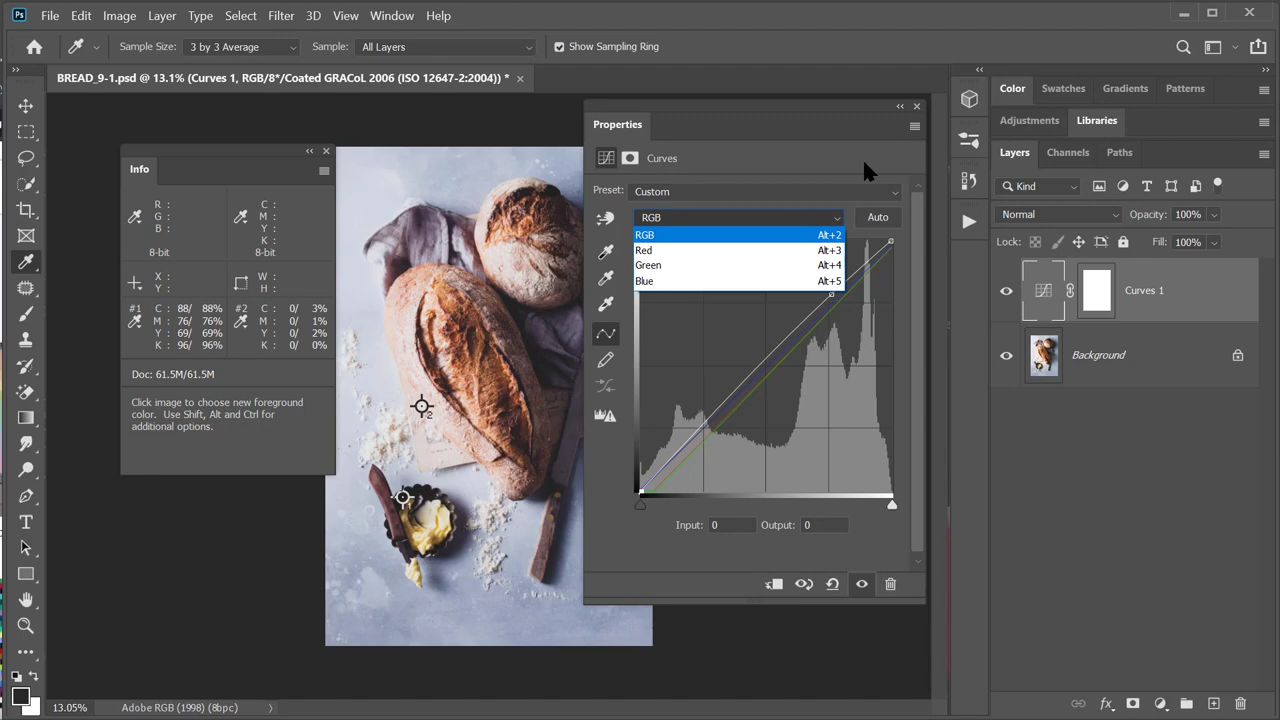 Ps File Edit Image Layer Type Select Filter 3D View Window Help
Sample Size: 3 by 3 Average Sample: All Layers Show Sampling Ring
BREAD_9-1.psd @ 13.1% (Curves 1, RGB/8*/Coated GRACoL 2006 (ISO 12647-2:2004)) *
Info
R :
G :
B :
8-bit
C :
M :
Y :
K :
8-bit
X :
Y :
W :
H :
#1 C : 88/ 88%
M : 76/ 76%
Y : 69/ 69%
K : 96/ 96%
#2 C : 0/ 3%
M : 0/ 1%
Y : 0/ 2%
K : 0/ 0%
Doc: 61.5M/61.5M
Click image to choose new foreground
color. Use Shift, Alt and Ctrl for
additional options.
2
1
Properties
Curves
Preset: Custom
RGB Auto
RGB Alt+2
Red Alt+3
Green Alt+4
Blue Alt+5
Input: 0 Output: 0
Color Swatches Gradients Patterns
Adjustments Libraries
Layers Channels Paths
Kind
Normal Opacity: 100%
Lock: Fill: 100%
Curves 1
Background
fx
13.05% Adobe RGB (1998) (8bpc)